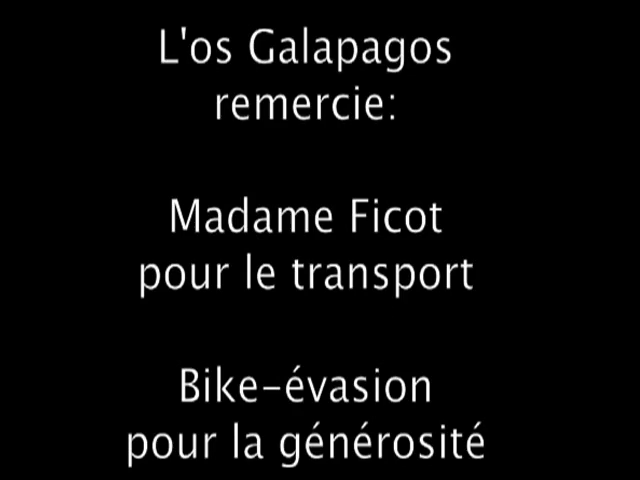 L'os Galapagos
remercie:
Madame Ficot
pour le transport
Bike-évasion
pour la générosité